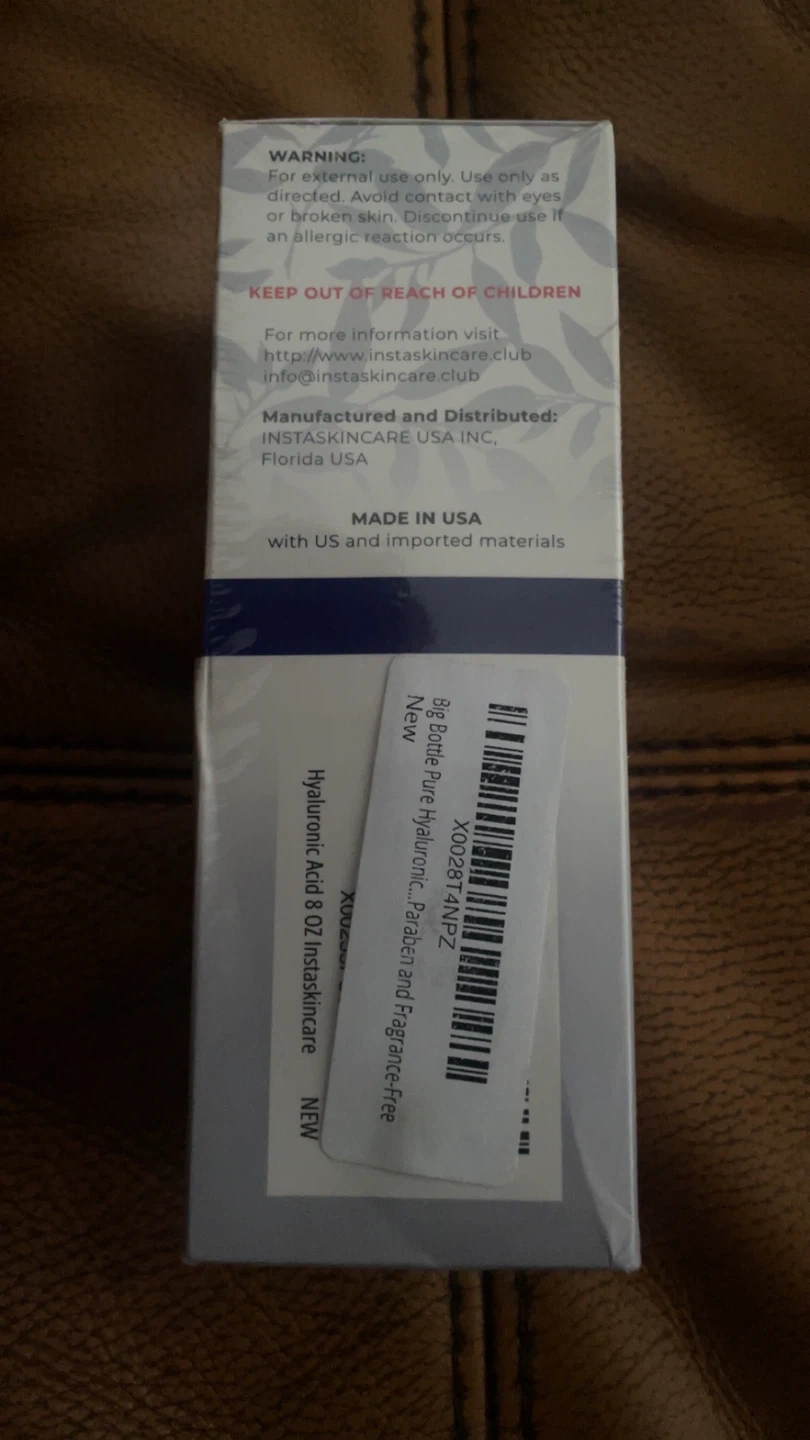 WARNING:
For external use only. Use only as
directed. Avoid contact with eyes
or broken skin. Discontinue use if
an allergic reaction occurs.
KEEP OUT OF REACH OF CHILDREN
For more information visit
http://www.instaskincare.club
info@instaskincare.club
Manufactured and Distributed:
INSTASKINCARE USA INC,
Florida USA
MADE IN USA
with US and imported materials
X0028T4NPZ
Big Bottle Pure Hyaluronic...Paraben and Fragrance-Free
New
Hyaluronic Acid 8 OZ Instaskincare NEW